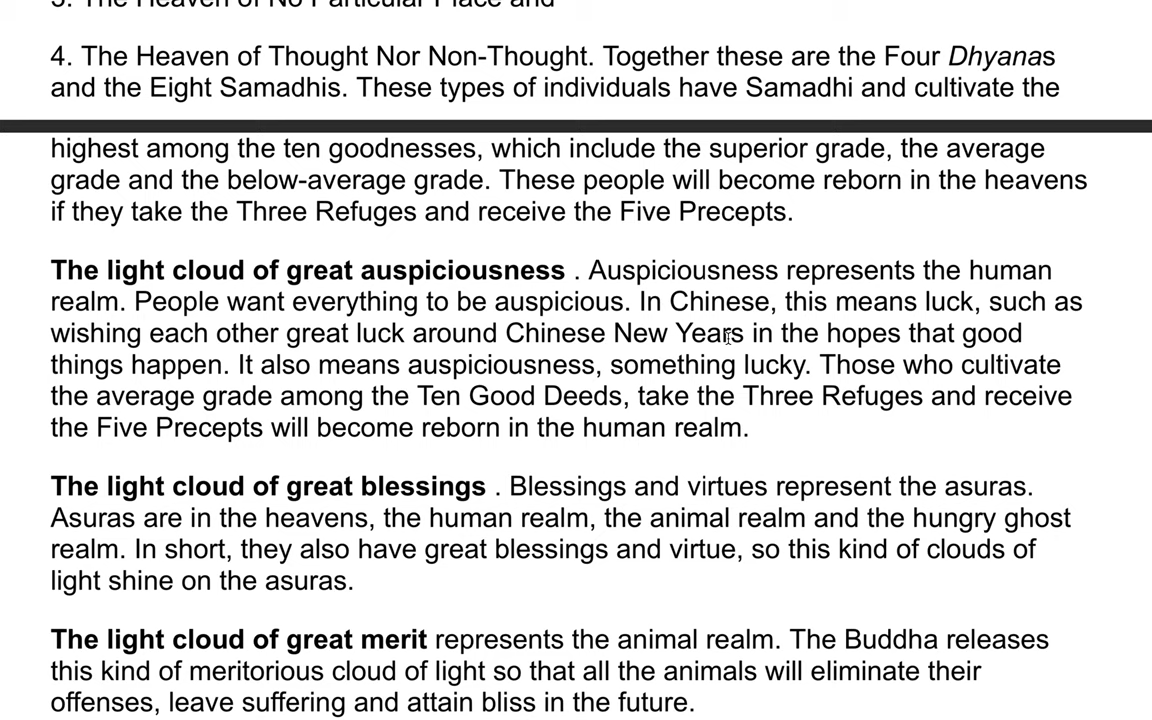 3. The Heaven of No Particular Place and
4. The Heaven of Thought Nor Non-Thought. Together these are the Four Dhyanas
and the Eight Samadhis. These types of individuals have Samadhi and cultivate the
highest among the ten goodnesses, which include the superior grade, the average
grade and the below-average grade. These people will become reborn in the heavens
if they take the Three Refuges and receive the Five Precepts.
The light cloud of great auspiciousness . Auspiciousness represents the human
realm. People want everything to be auspicious. In Chinese, this means luck, such as
wishing each other great luck around Chinese New Years in the hopes that good
things happen. It also means auspiciousness, something lucky. Those who cultivate
the average grade among the Ten Good Deeds, take the Three Refuges and receive
the Five Precepts will become reborn in the human realm.
The light cloud of great blessings . Blessings and virtues represent the asuras.
Asuras are in the heavens, the human realm, the animal realm and the hungry ghost
realm. In short, they also have great blessings and virtue, so this kind of clouds of
light shine on the asuras.
The light cloud of great merit represents the animal realm. The Buddha releases
this kind of meritorious cloud of light so that all the animals will eliminate their
offenses, leave suffering and attain bliss in the future.